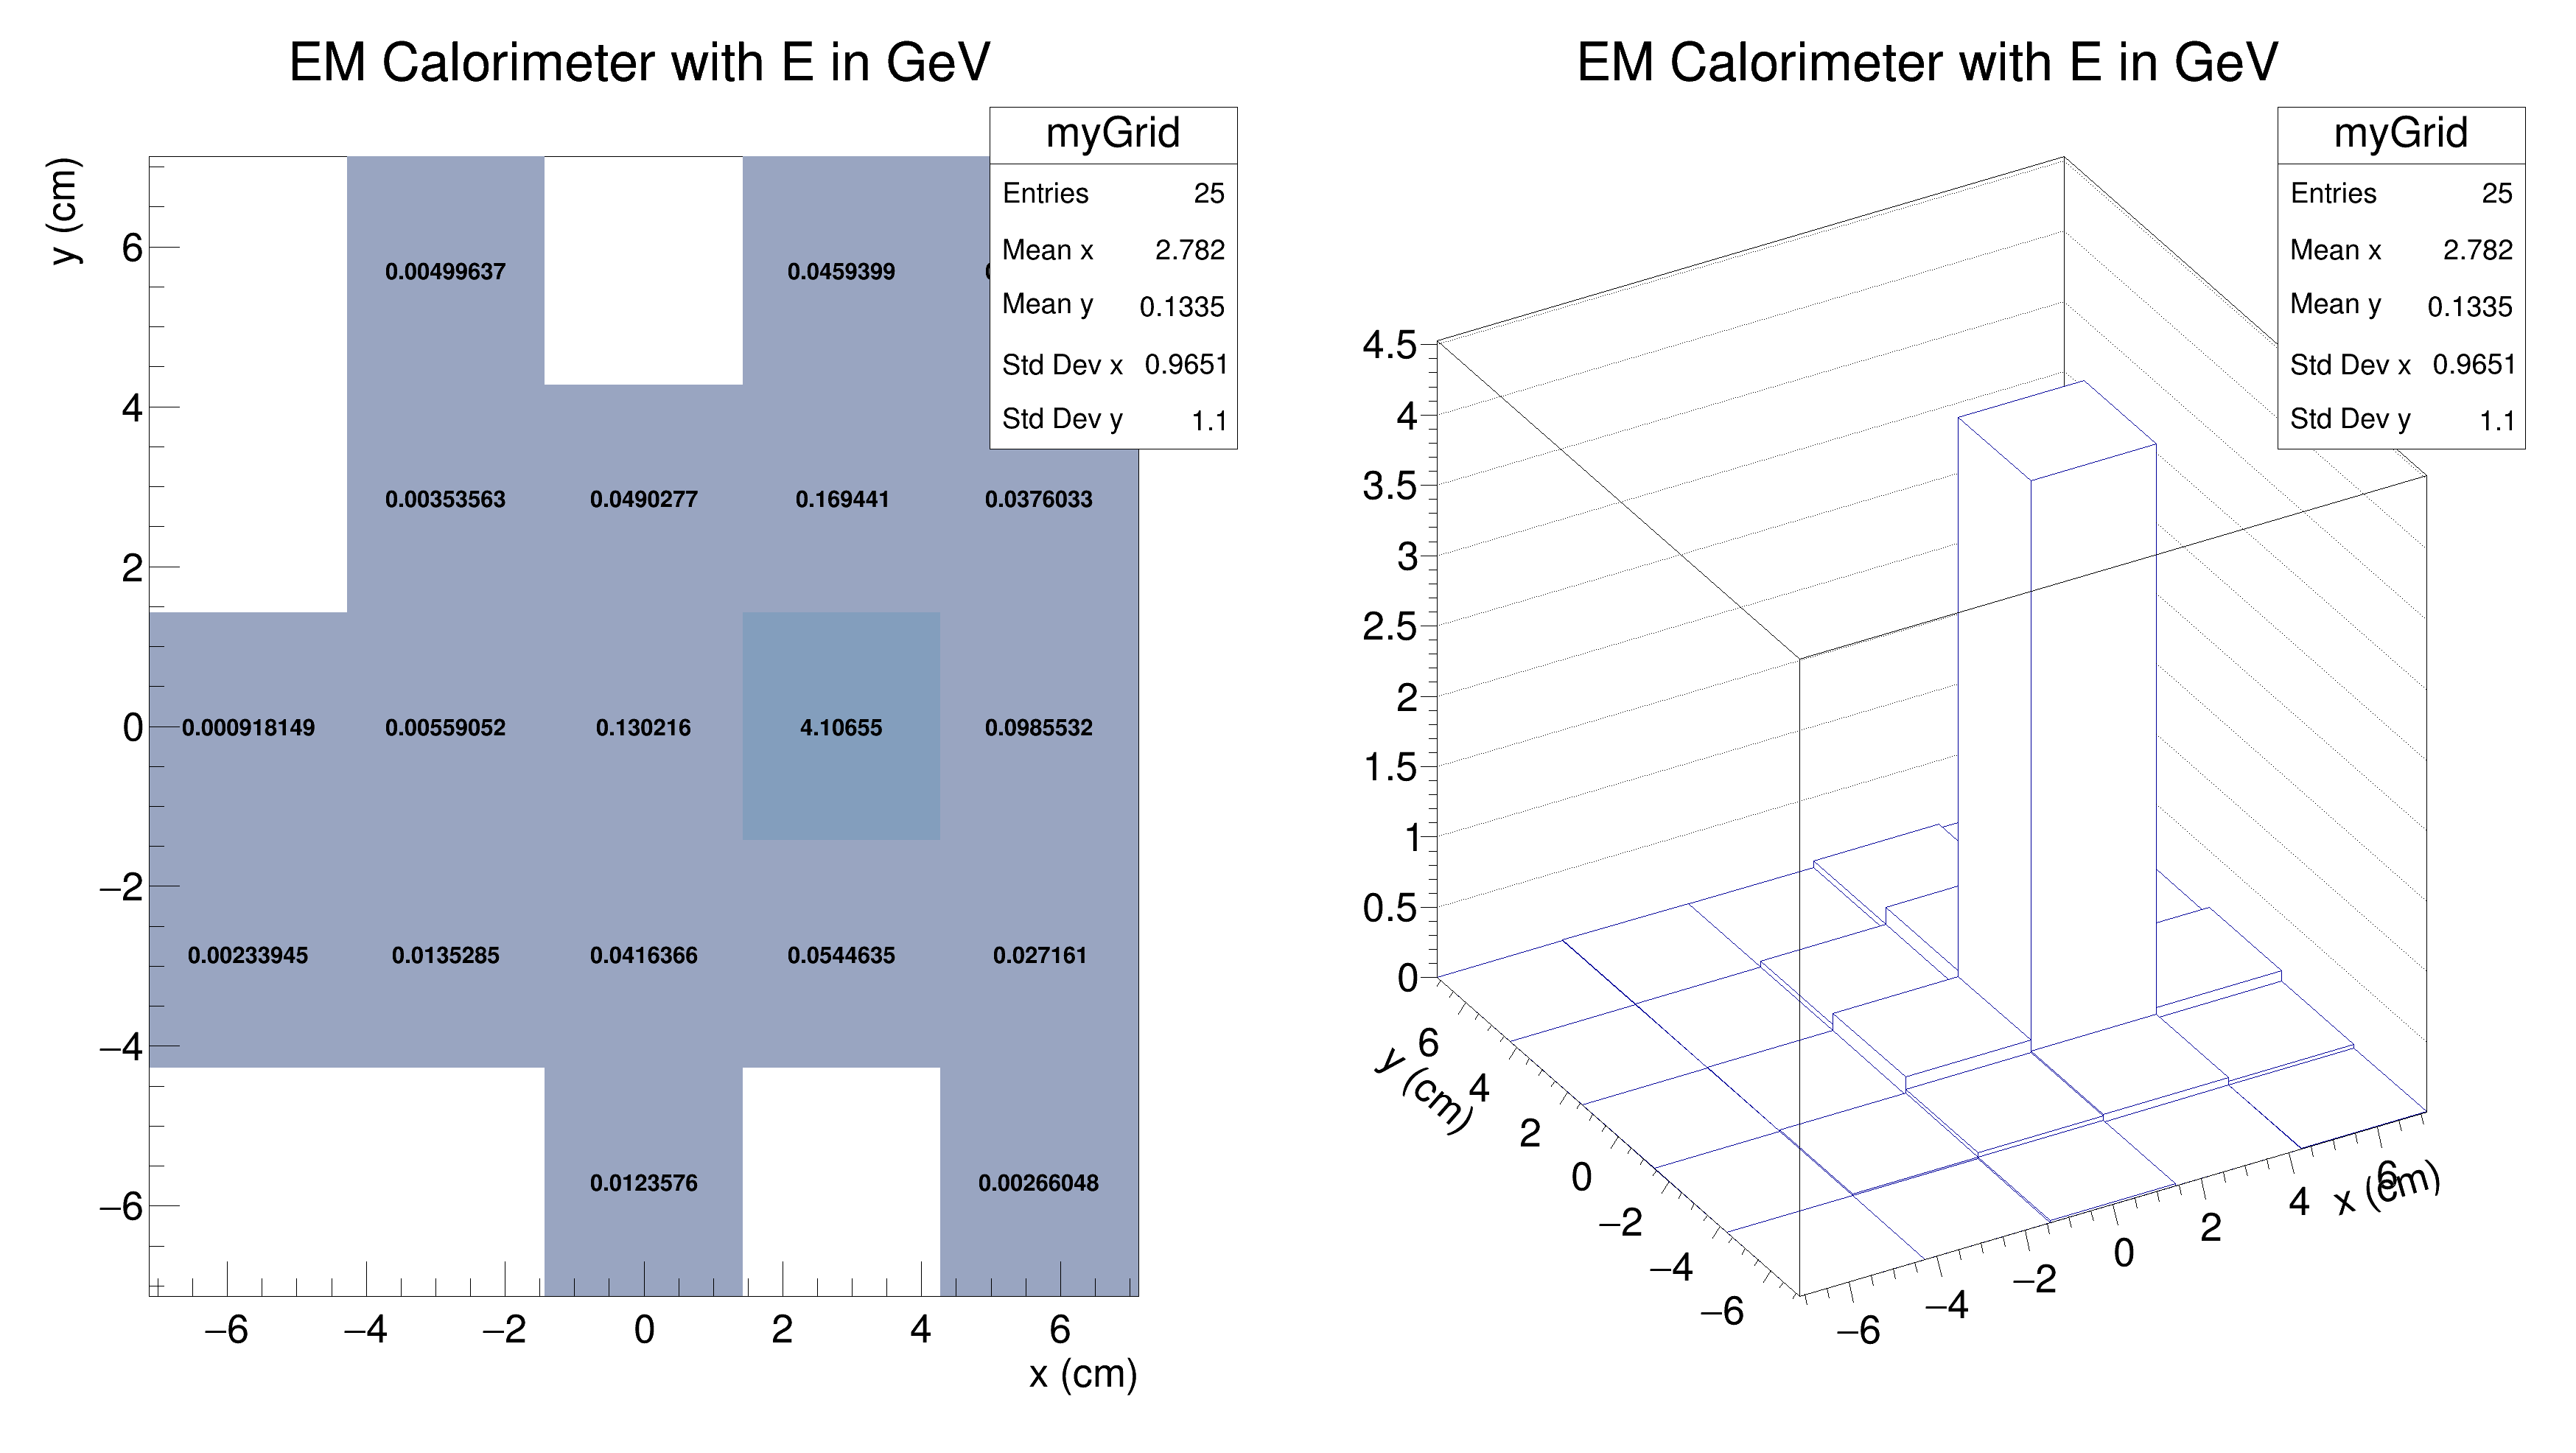 EM Calorimeter with E in GeV
myGrid
Entries 25
Mean x 2.782
Mean y 0.1335
Std Dev x 0.9651
Std Dev y 1.1
y (cm)
6
4
2
0
−2
−4
−6
0.00499637 0.0459399
0.00353563 0.0490277 0.169441 0.0376033
0.000918149 0.00559052 0.130216 4.10655 0.0985532
0.00233945 0.0135285 0.0416366 0.0544635 0.027161
0.0123576 0.00266048
−6 −4 −2 0 2 4 6
x (cm)
EM Calorimeter with E in GeV
myGrid
Entries 25
Mean x 2.782
Mean y 0.1335
Std Dev x 0.9651
Std Dev y 1.1
4.5
4
3.5
3
2.5
2
1.5
1
0.5
0
6
4
2
0
−2
−4
−6
y (cm)
−6
−4
−2
0
2
4
6
x (cm)